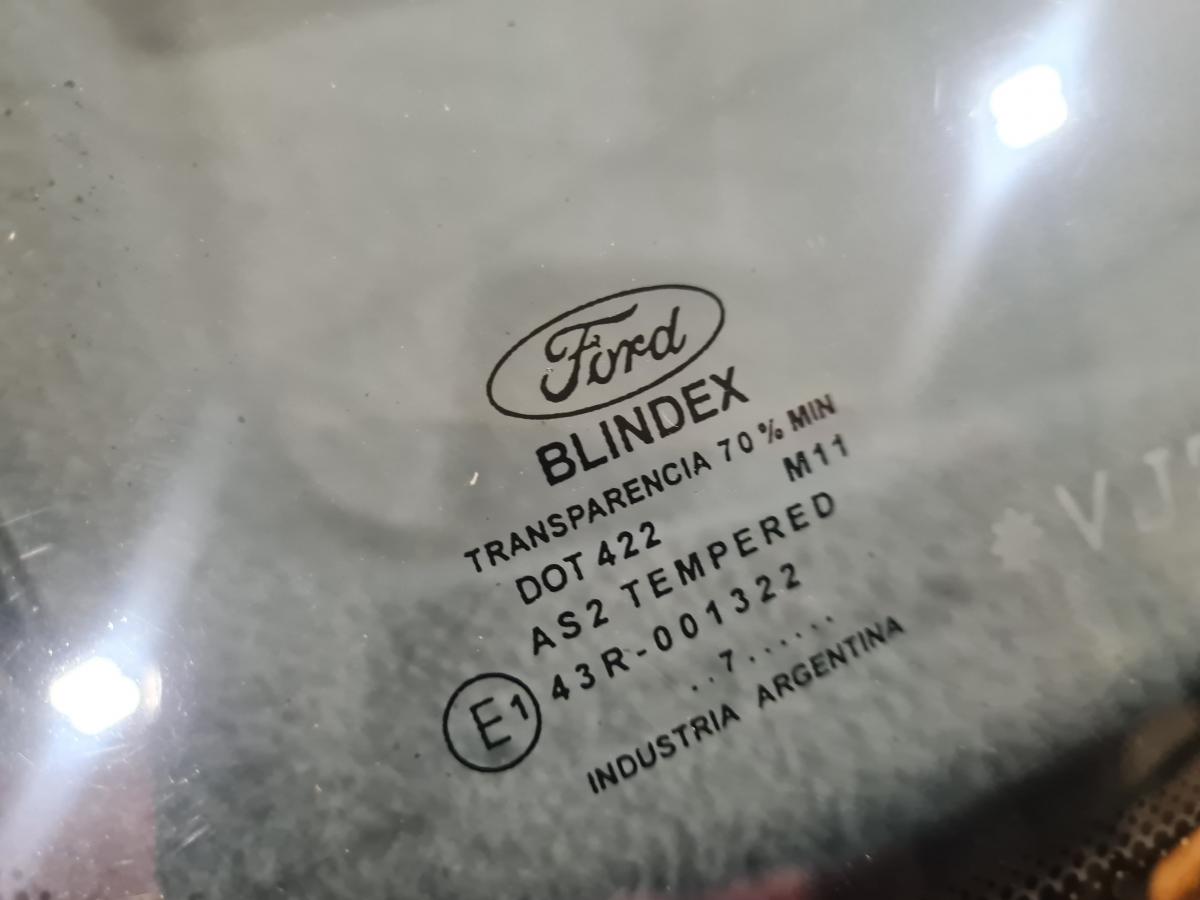 Ford
BLINDEX
TRANSPARENCIA 70% MIN
DOT 422 M11
AS2 TEMPERED
E1 43R-001322
..7......
INDUSTRIA ARGENTINA